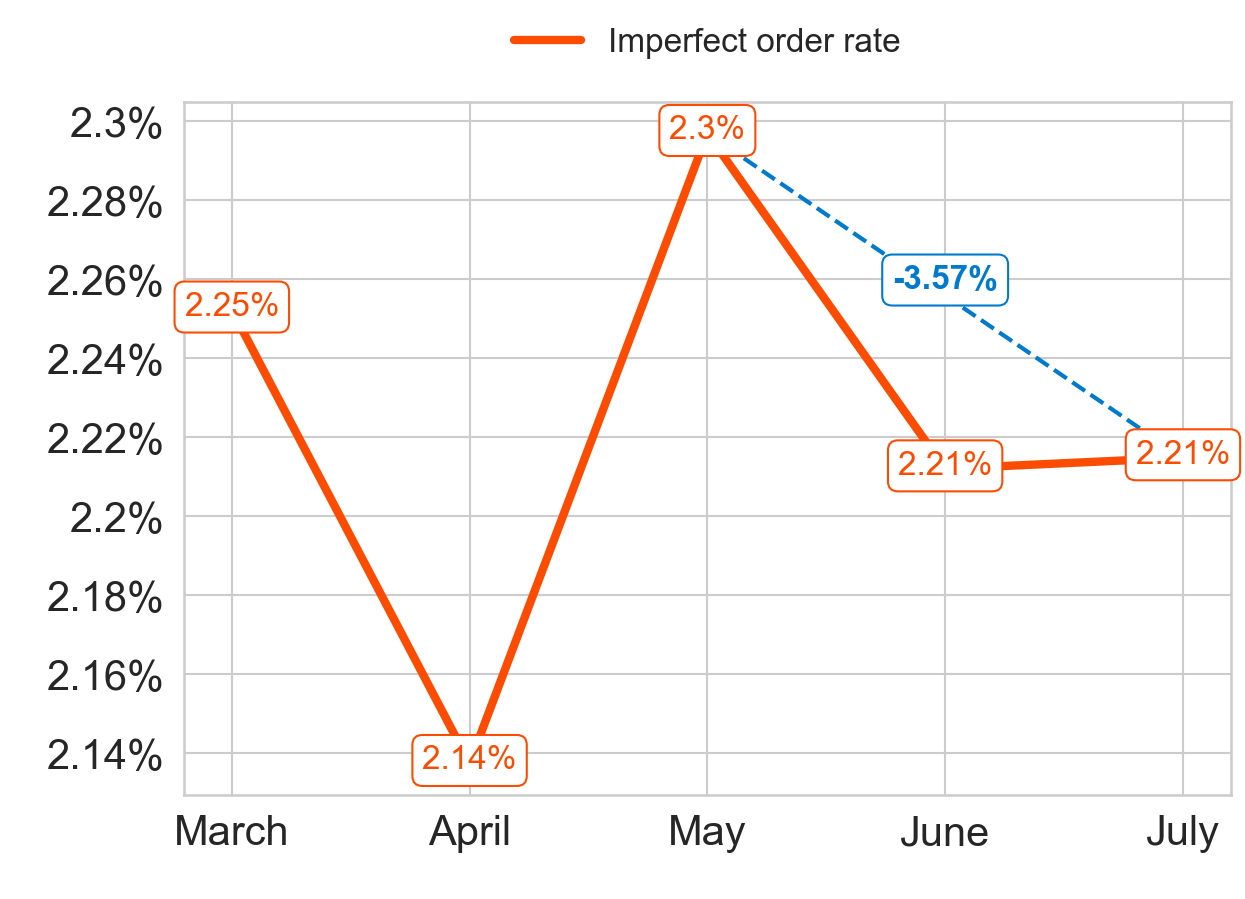 Imperfect order rate
2.3%
2.28%
2.26%
2.24%
2.22%
2.2%
2.18%
2.16%
2.14%
2.25%
2.14%
2.3%
2.21%
2.21%
-3.57%
March
April
May
June
July